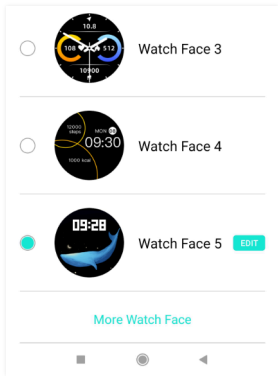 10.8
108 512
10900
Watch Face 3
12000
steps
MON 08
09:30
1000 kcal
Watch Face 4
09:28
Watch Face 5
EDIT
More Watch Face